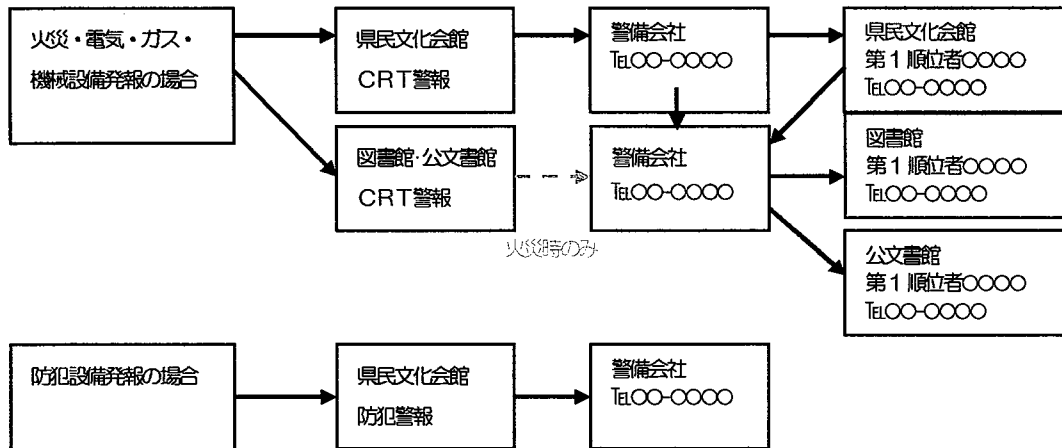 火災・電気・ガス・
機械設備発報の場合
県民文化会館
CRT警報
警備会社
℡○○-○○○○
県民文化会館
第1順位者○○○○
℡○○-○○○○
図書館・公文書館
CRT警報
警備会社
℡○○-○○○○
図書館
第1順位者○○○○
℡○○-○○○○
火災時のみ
公文書館
第1順位者○○○○
℡○○-○○○○
防犯設備発報の場合
県民文化会館
防犯警報
警備会社
℡○○-○○○○